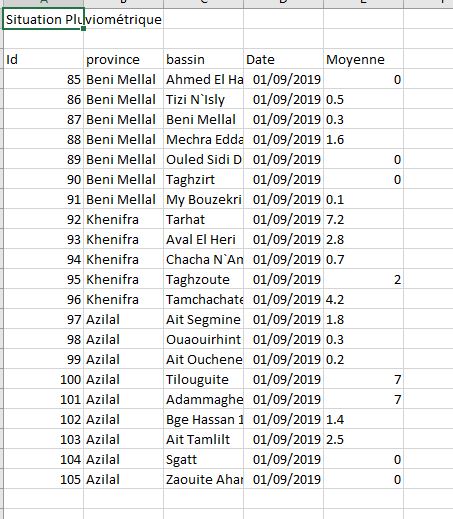 Situation Pluviométrique
Id province bassin Date Moyenne
85 Beni Mellal Ahmed El Ha 01/09/2019 0
86 Beni Mellal Tizi N`Isly 01/09/2019 0.5
87 Beni Mellal Beni Mellal 01/09/2019 0.3
88 Beni Mellal Mechra Edda 01/09/2019 1.6
89 Beni Mellal Ouled Sidi D 01/09/2019 0
90 Beni Mellal Taghzirt 01/09/2019 0
91 Beni Mellal My Bouzekri 01/09/2019 0.1
92 Khenifra Tarhat 01/09/2019 7.2
93 Khenifra Aval El Heri 01/09/2019 2.8
94 Khenifra Chacha N`Am 01/09/2019 0.7
95 Khenifra Taghzoute 01/09/2019 2
96 Khenifra Tamchachate 01/09/2019 4.2
97 Azilal Ait Segmine 01/09/2019 1.8
98 Azilal Ouaouirhint 01/09/2019 0.3
99 Azilal Ait Ouchene 01/09/2019 0.2
100 Azilal Tilouguite 01/09/2019 7
101 Azilal Adammaghe 01/09/2019 7
102 Azilal Bge Hassan 1 01/09/2019 1.4
103 Azilal Ait Tamlilt 01/09/2019 2.5
104 Azilal Sgatt 01/09/2019 0
105 Azilal Zaouite Ahan 01/09/2019 0